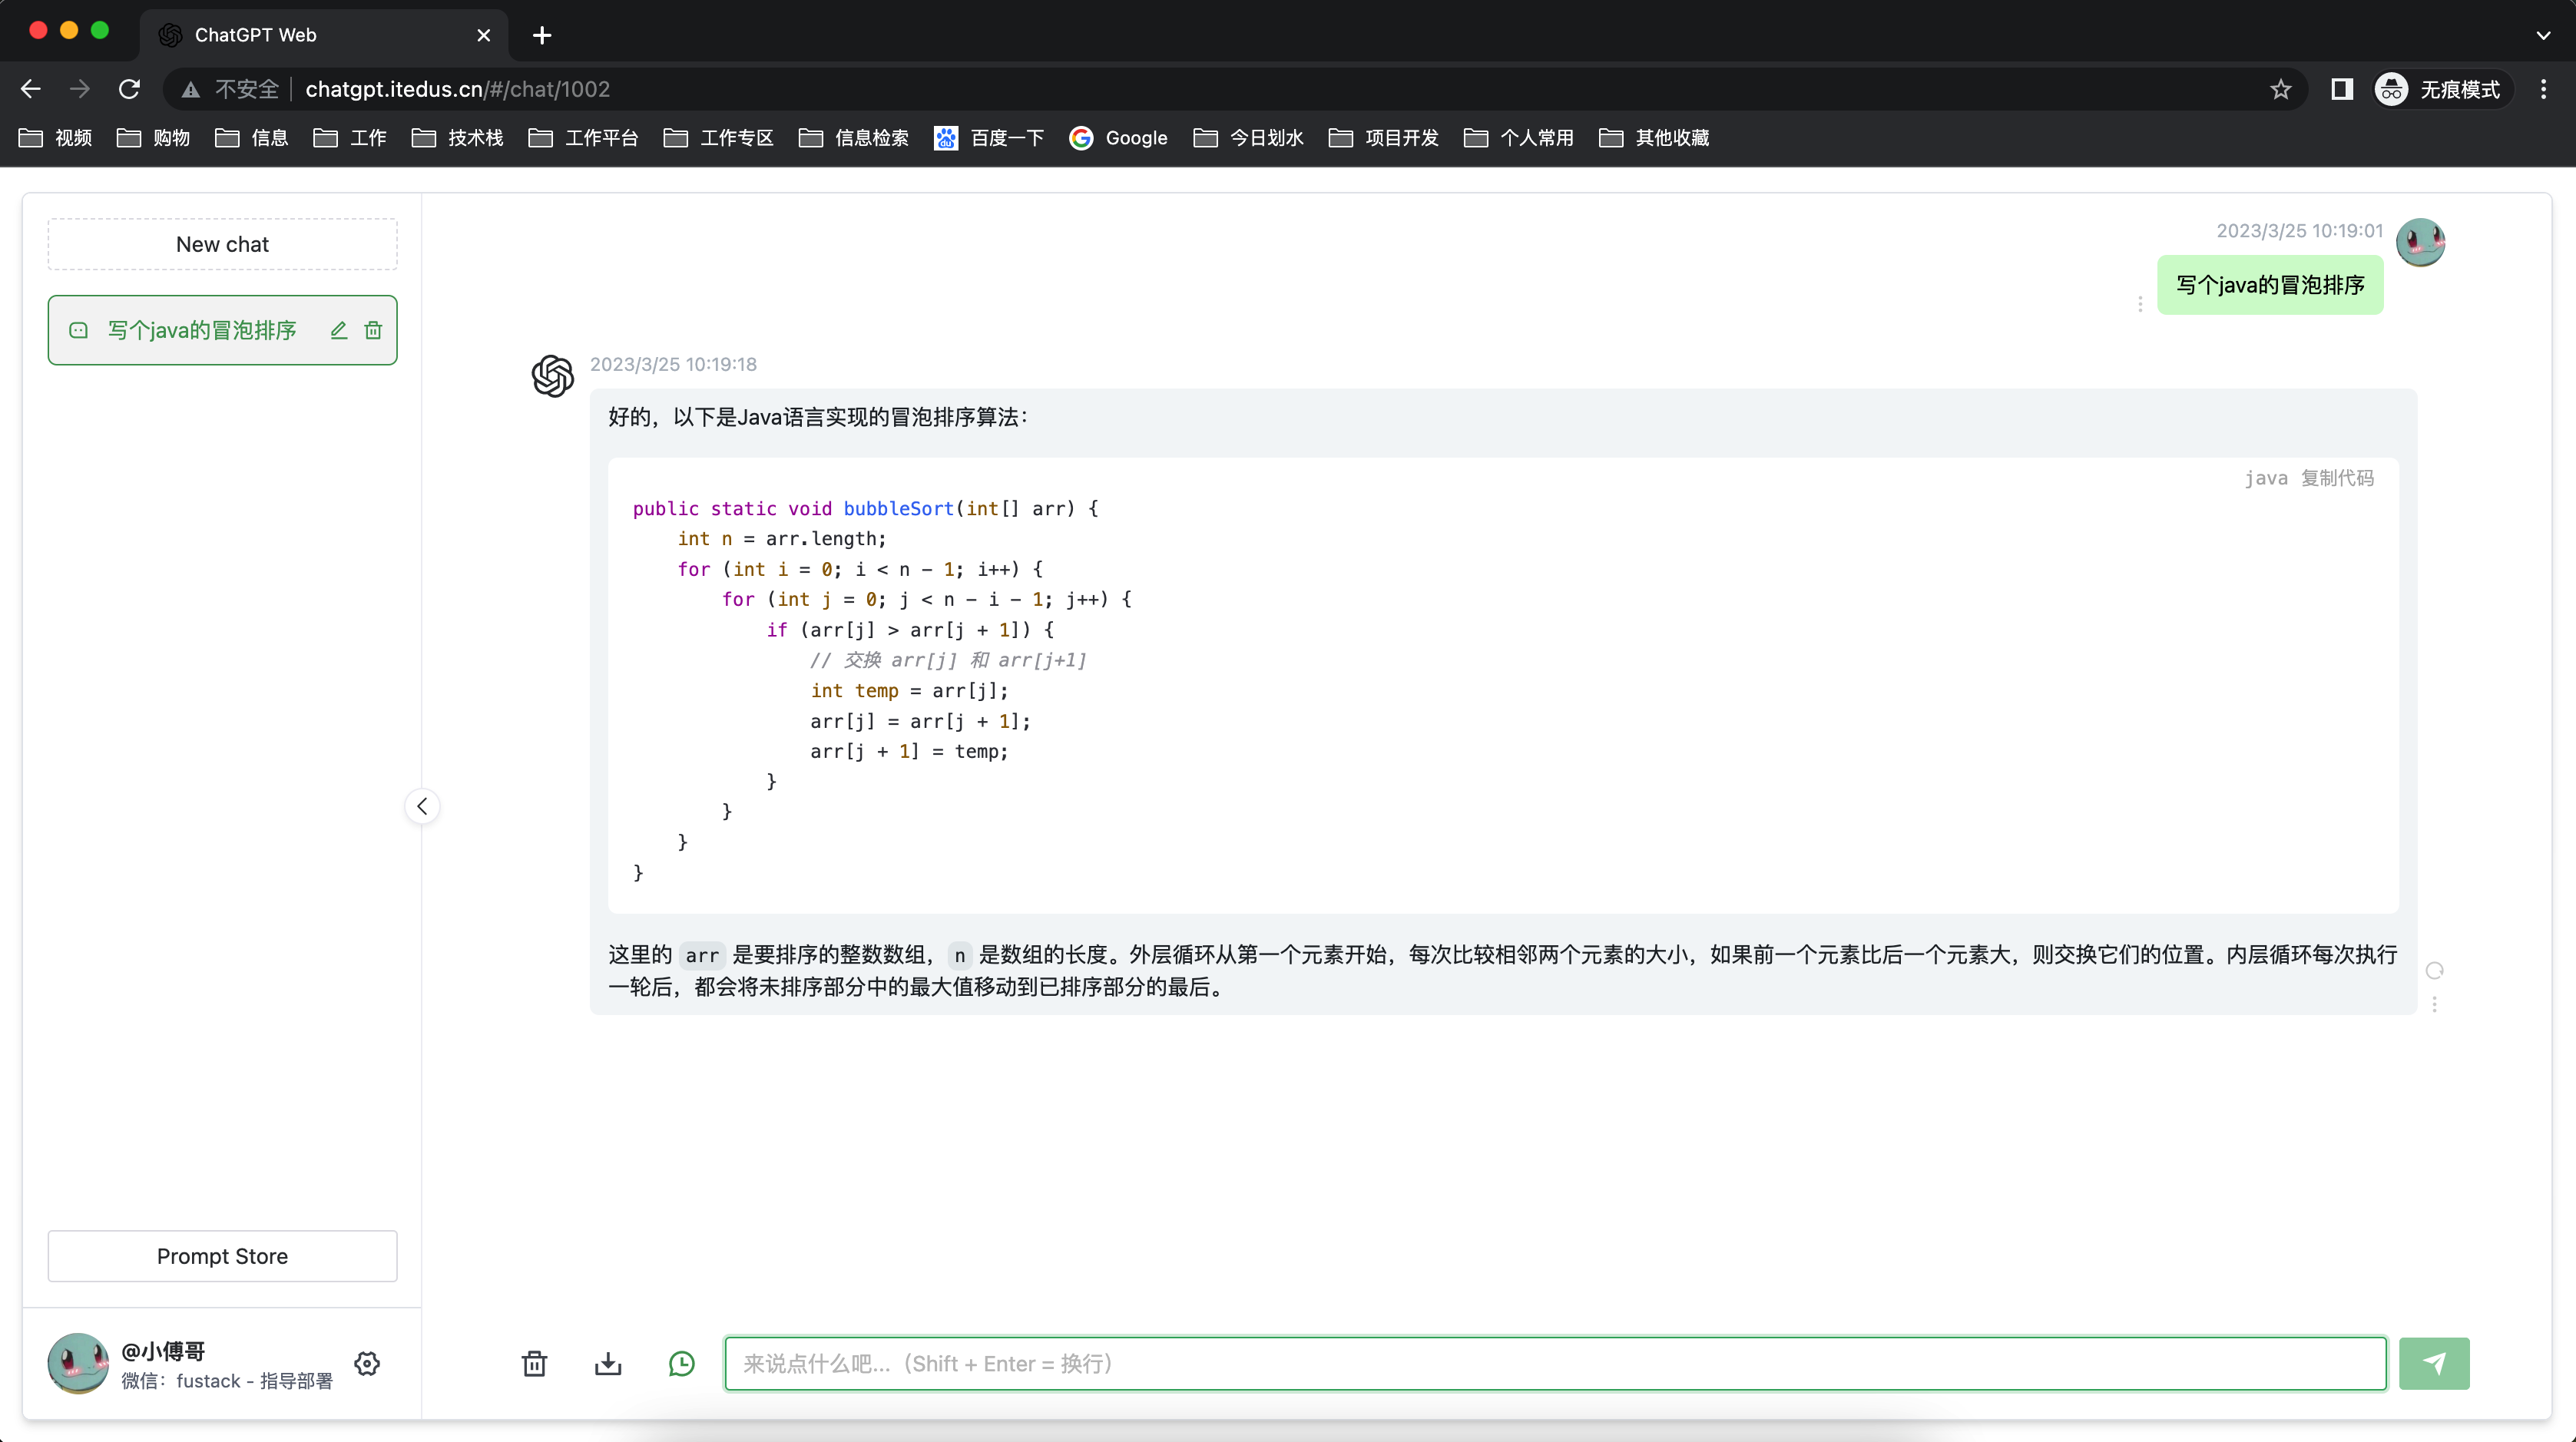 ChatGPT Web
不安全 chatgpt.itedus.cn/#/chat/1002 无痕模式
视频 购物 信息 工作 技术栈 工作平台 工作专区 信息检索 百度一下 Google 今日划水 项目开发 个人常用 其他收藏
New chat
写个java的冒泡排序
2023/3/25 10:19:01
写个java的冒泡排序
2023/3/25 10:19:18
好的，以下是Java语言实现的冒泡排序算法：
java 复制代码
public static void bubbleSort(int[] arr) {
    int n = arr.length;
    for (int i = 0; i < n - 1; i++) {
        for (int j = 0; j < n - i - 1; j++) {
            if (arr[j] > arr[j + 1]) {
                // 交换 arr[j] 和 arr[j+1]
                int temp = arr[j];
                arr[j] = arr[j + 1];
                arr[j + 1] = temp;
            }
        }
    }
}
这里的 arr 是要排序的整数数组，n 是数组的长度。外层循环从第一个元素开始，每次比较相邻两个元素的大小，如果前一个元素比后一个元素大，则交换它们的位置。内层循环每次执行
一轮后，都会将未排序部分中的最大值移动到已排序部分的最后。
Prompt Store
@小傅哥
微信：fustack - 指导部署
来说点什么吧...（Shift + Enter = 换行）